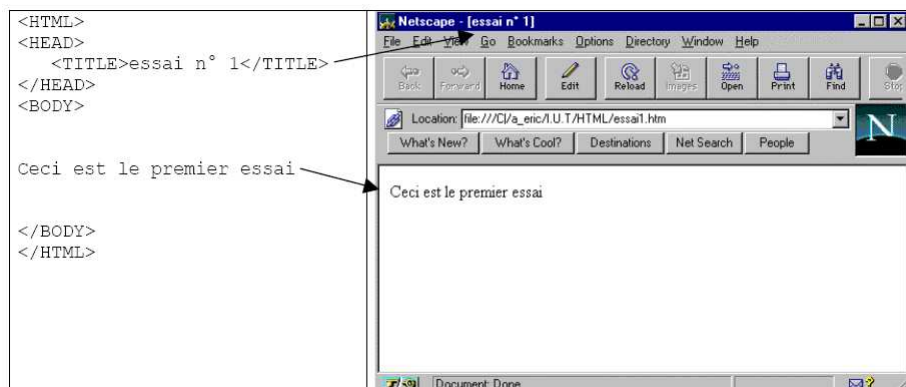 <HTML>
<HEAD>
<TITLE>essai n° 1</TITLE>
</HEAD>
<BODY>
Ceci est le premier essai
</BODY>
</HTML>
Netscape - [essai n° 1]
File Edit View Go Bookmarks Options Directory Window Help
Back Forward Home Edit Reload Images Open Print Find Stop
Location: file:///C|/a_eric/I.U.T/HTML/essai1.htm
N
What's New? What's Cool? Destinations Net Search People
Ceci est le premier essai
Document: Done